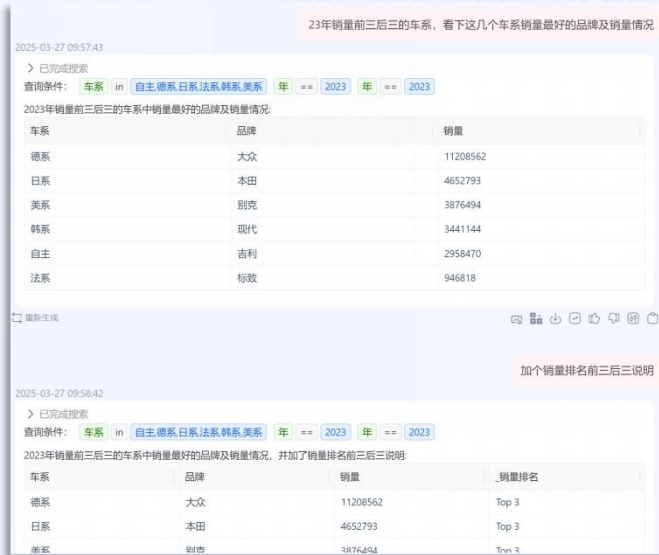 23年销量前三后三的车系，看下这几个车系销量最好的品牌及销量情况
2025-03-27 09:57:43
已完成搜索
查询条件： 车系 in 自主,德系,日系,法系,韩系,美系 年 == 2023 年 == 2023
2023年销量前三后三的车系中销量最好的品牌及销量情况:
车系 品牌 销量
德系 大众 11208562
日系 本田 4652793
美系 别克 3876494
韩系 现代 3441144
自主 吉利 2958470
法系 标致 946818
重新生成
加个销量排名前三后三说明
2025-03-27 09:58:42
已完成搜索
查询条件： 车系 in 自主,德系,日系,法系,韩系,美系 年 == 2023 年 == 2023
2023年销量前三后三的车系中销量最好的品牌及销量情况，并加了销量排名前三后三说明:
车系 品牌 销量 _销量排名
德系 大众 11208562 Top 3
日系 本田 4652793 Top 3
美系 别克 3876494 Top 3